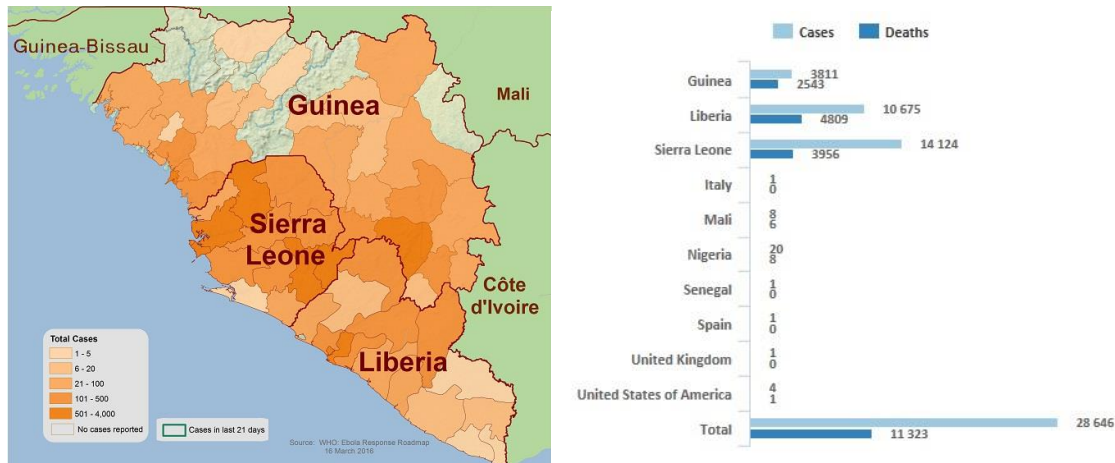 Guinea-Bissau
Guinea
Mali
Sierra
Leone
Côte
d'Ivoire
Liberia
Total Cases
1 - 5
6 - 20
21 - 100
101 - 500
501 - 4,000
No cases reported
Cases in last 21 days
Source: WHO: Ebola Response Roadmap
16 March 2016
Cases Deaths
Guinea 3811
2543
Liberia 10 675
4809
Sierra Leone 14 124
3956
Italy 1
0
Mali 8
6
Nigeria 20
8
Senegal 1
0
Spain 1
0
United Kingdom 1
0
United States of America 4
1
Total 28 646
11 323